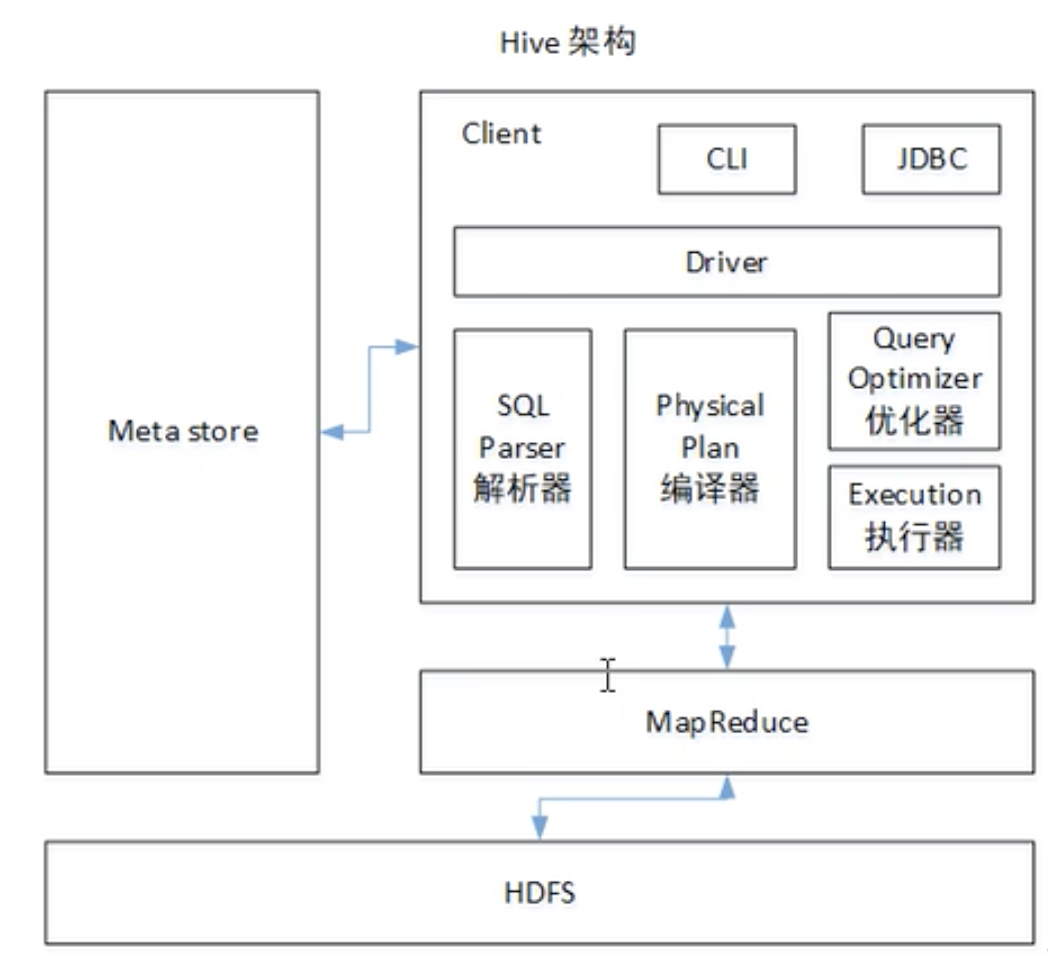 Hive 架构
Client
CLI
JDBC
Driver
Meta store
SQL
Parser
解析器
Physical
Plan
编译器
Query
Optimizer
优化器
Execution
执行器
MapReduce
HDFS